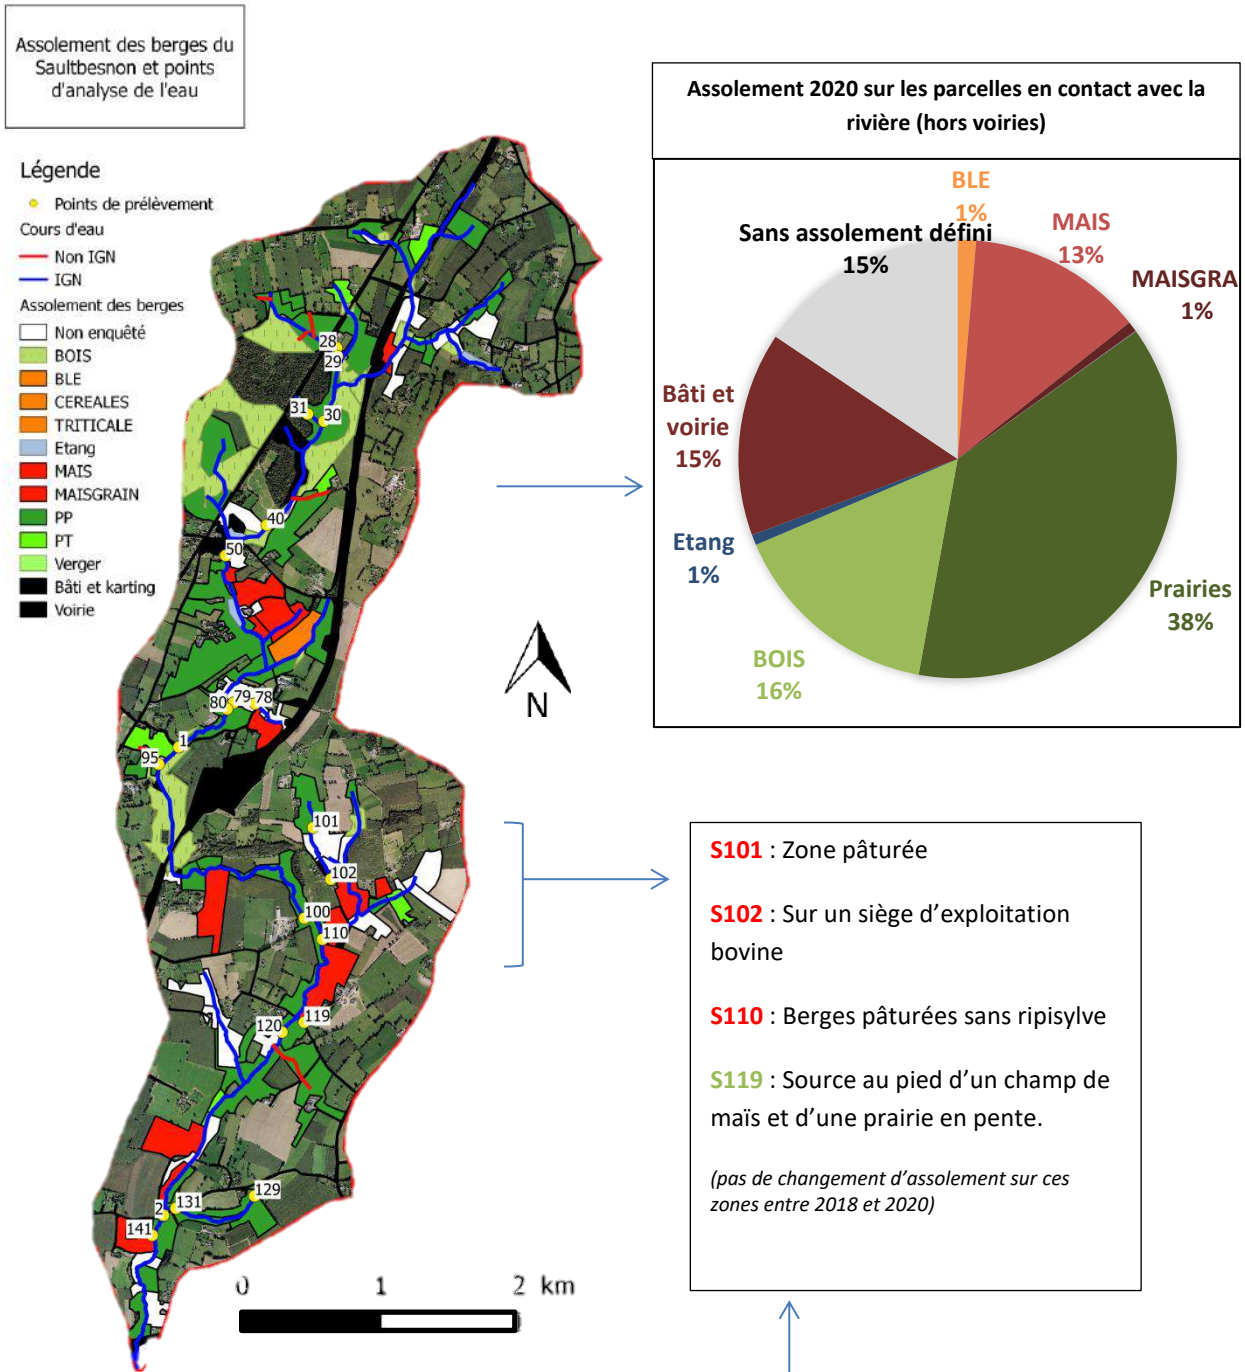 Assolement des berges du
Saultbesnon et points
d'analyse de l'eau
Légende
Points de prélèvement
Cours d'eau
Non IGN
IGN
Assolement des berges
Non enquêté
BOIS
BLE
CEREALES
TRITICALE
Etang
MAIS
MAISGRAIN
PP
PT
Verger
Bâti et karting
Voirie
28
29
31
30
40
50
80
79
78
1
95
101
102
100
110
119
120
129
131
2
141
N
0 1 2 km
Assolement 2020 sur les parcelles en contact avec la
rivière (hors voiries)
BLE
1%
MAIS
13%
MAISGRA
1%
Prairies
38%
BOIS
16%
Etang
1%
Bâti et
voirie
15%
Sans assolement défini
15%
S101 : Zone pâturée
S102 : Sur un siège d’exploitation
bovine
S110 : Berges pâturées sans ripisylve
S119 : Source au pied d’un champ de
maïs et d’une prairie en pente.
(pas de changement d’assolement sur ces
zones entre 2018 et 2020)